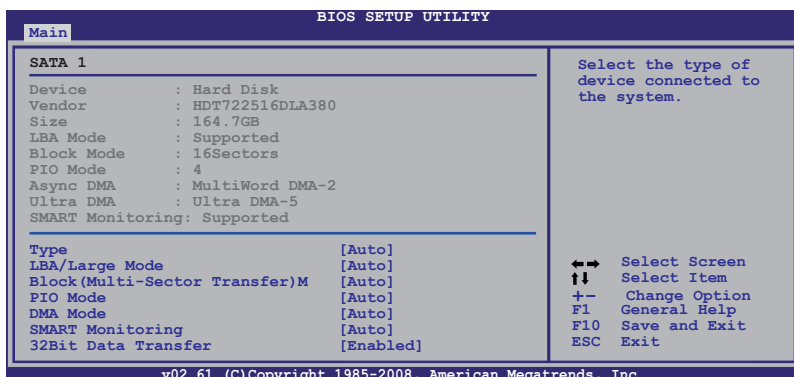 BIOS SETUP UTILITY
Main
SATA 1
Device : Hard Disk
Vendor : HDT722516DLA380
Size : 164.7GB
LBA Mode : Supported
Block Mode : 16Sectors
PIO Mode : 4
Async DMA : MultiWord DMA-2
Ultra DMA : Ultra DMA-5
SMART Monitoring: Supported
Type [Auto]
LBA/Large Mode [Auto]
Block(Multi-Sector Transfer)M [Auto]
PIO Mode [Auto]
DMA Mode [Auto]
SMART Monitoring [Auto]
32Bit Data Transfer [Enabled]
Select the type of
device connected to
the system.
←→ Select Screen
↑↓ Select Item
+- Change Option
F1 General Help
F10 Save and Exit
ESC Exit
v02.61 (C)Copyright 1985-2008, American Megatrends, Inc.